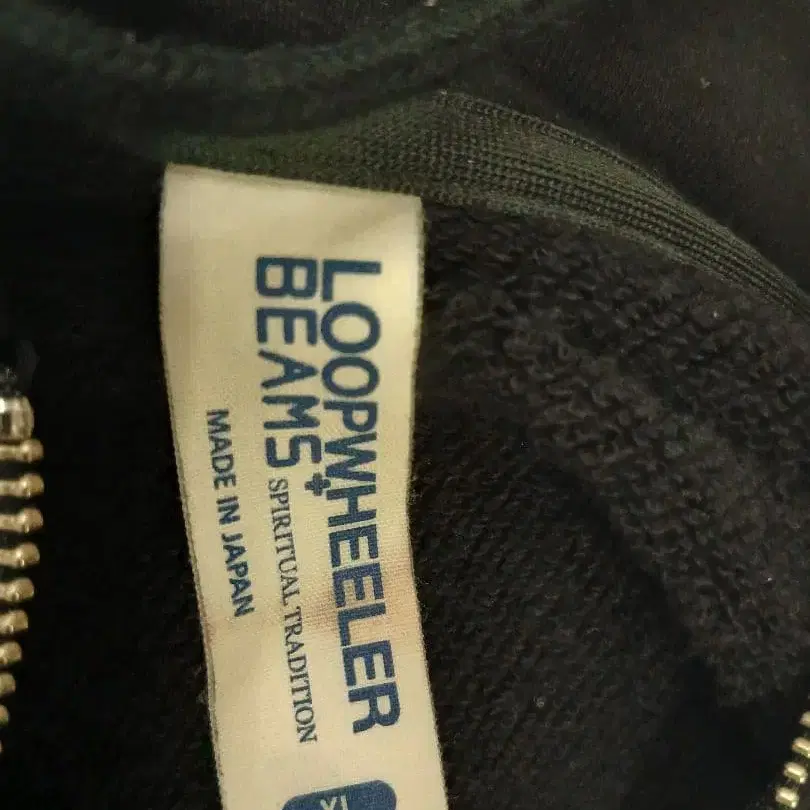 LOOPWHEELER
+
BEAMS
SPIRITUAL TRADITION
MADE IN JAPAN
XL